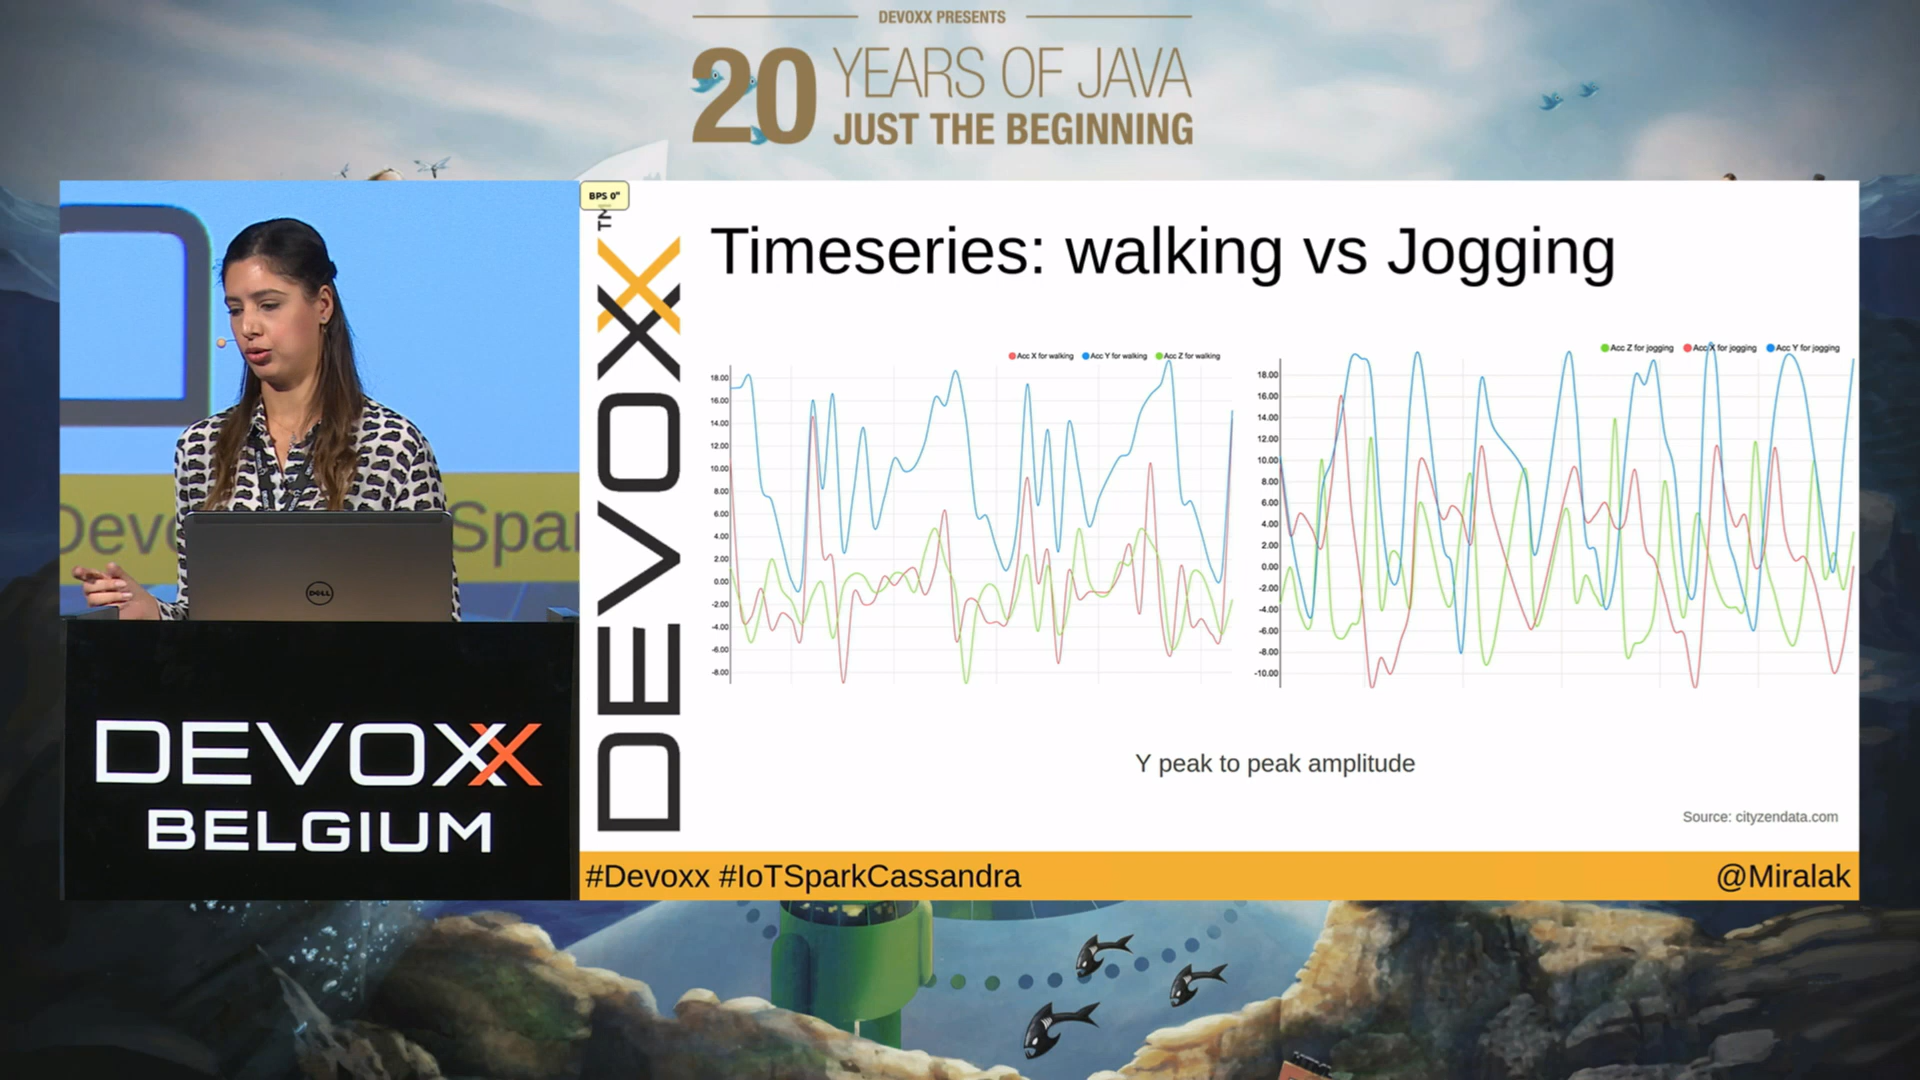 DEVOXX PRESENTS
20 YEARS OF JAVA
JUST THE BEGINNING
BPS 0"
TM
DEVOXX
Timeseries: walking vs Jogging
Acc X for walking Acc Y for walking Acc Z for walking
18.00
16.00
14.00
12.00
10.00
8.00
6.00
4.00
2.00
0.00
-2.00
-4.00
-6.00
-8.00
Acc Z for jogging Acc X for jogging Acc Y for jogging
18.00
16.00
14.00
12.00
10.00
8.00
6.00
4.00
2.00
0.00
-2.00
-4.00
-6.00
-8.00
-10.00
Y peak to peak amplitude
Source: cityzendata.com
#Devoxx #IoTSparkCassandra
@Miralak
Devo Spar
DELL
DEVOXX
BELGIUM